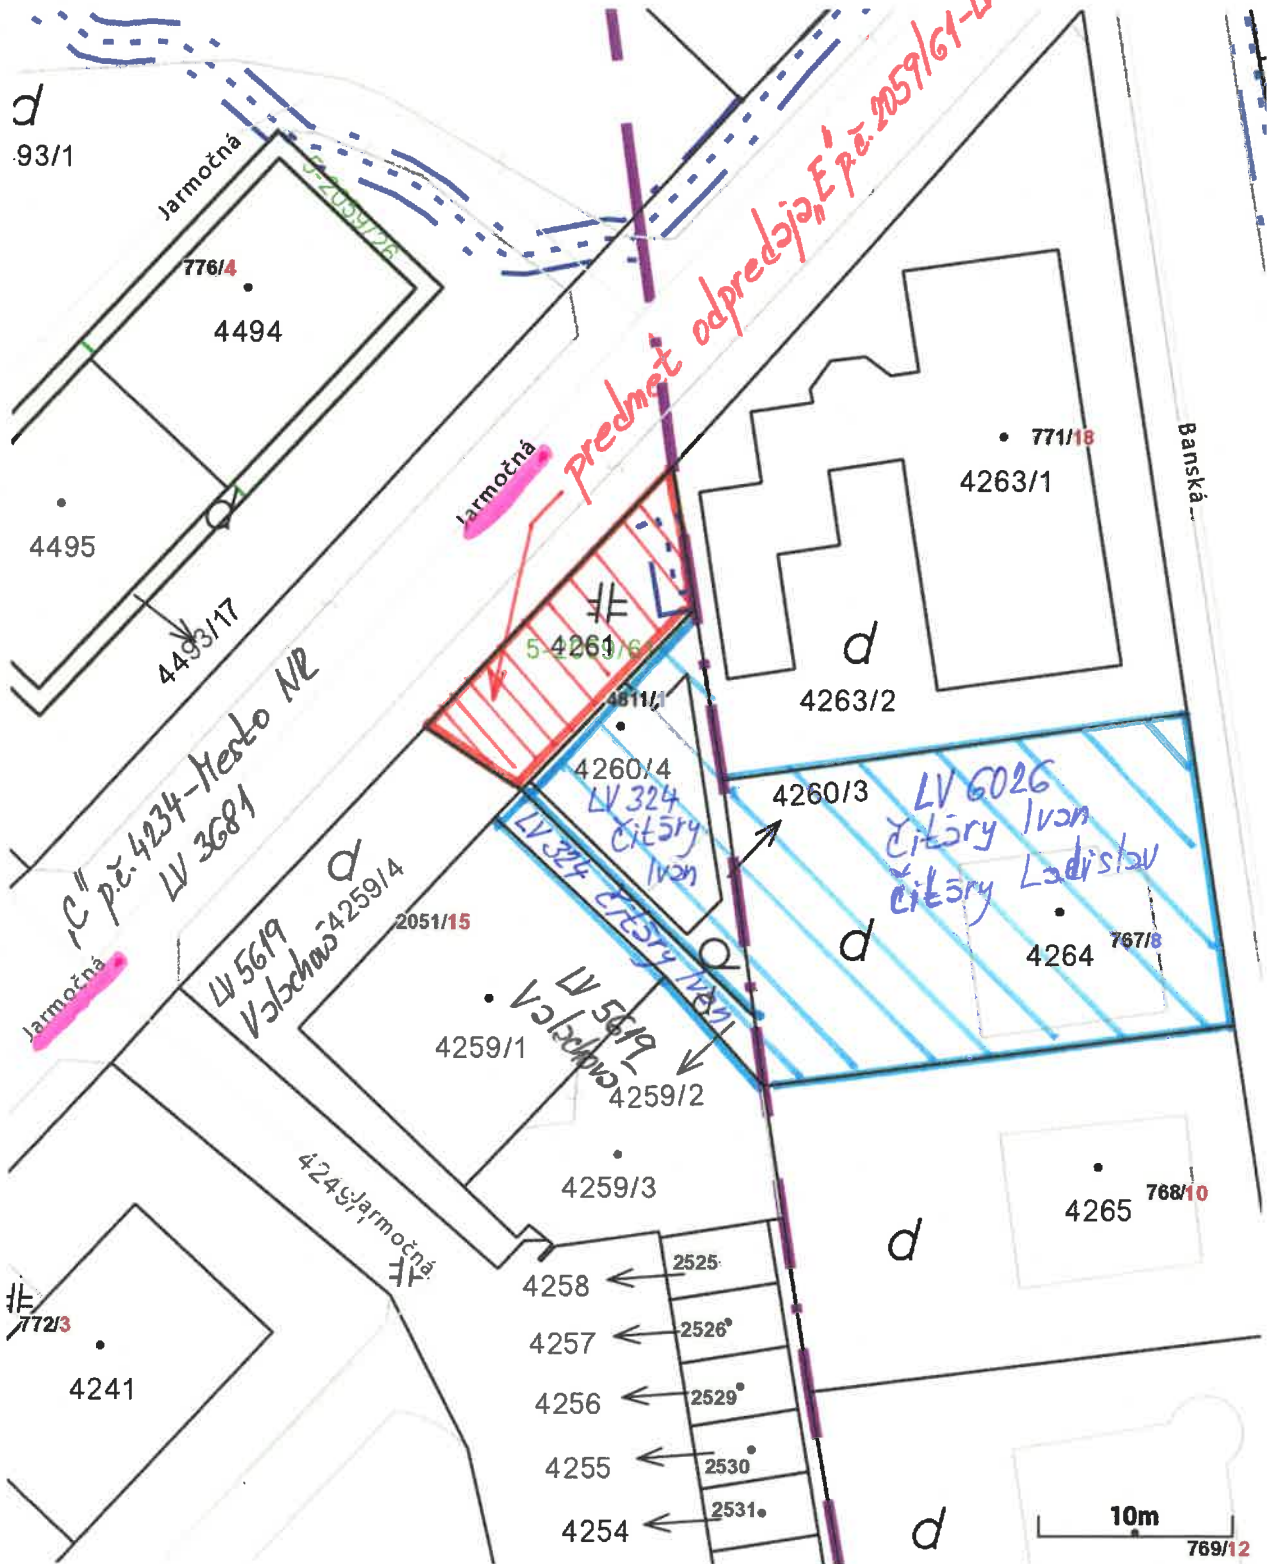 predmet odpredaja „E" p.č. 2059/61-
d
93/1
Jarmočná
5-2059/26
776/4
4494
4495
4493/17
Jarmočná
771/18
4263/1
Banská
d
4263/2
4261
4811/1
4260/4
LV 324
Čitáry
Ivan
4260/3
LV 6026
Čitáry Ivan
Čitáry Ladislav
d
4264
767/8
„C" p.č. 4234-Mesto NR
LV 3681
Jarmočná
d
4259/4
LV 5619
Valachová
2051/15
LV 324 Čitáry Ivan
4259/1
LV 5619-
Valachová
4259/2
4259/3
Jarmočná
4265
768/10
d
772/3
4241
4258
2525
4257
2526
4256
2529
4255
2530
4254
2531
d
10m
769/12